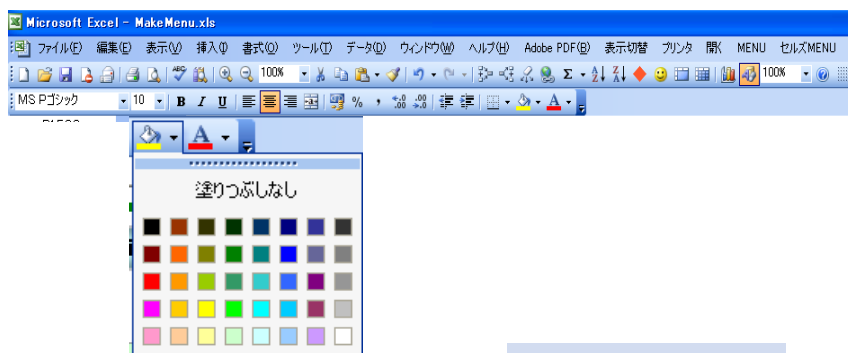 Microsoft Excel - MakeMenu.xls
ファイル(F) 編集(E) 表示(V) 挿入(I) 書式(O) ツール(T) データ(D) ウィンドウ(W) ヘルプ(H) Adobe PDF(B) 表示切替 プリンタ 開く MENU セルズMENU
100% Σ 100%
MS Pゴシック 10 B I U % , A
A
塗りつぶしなし